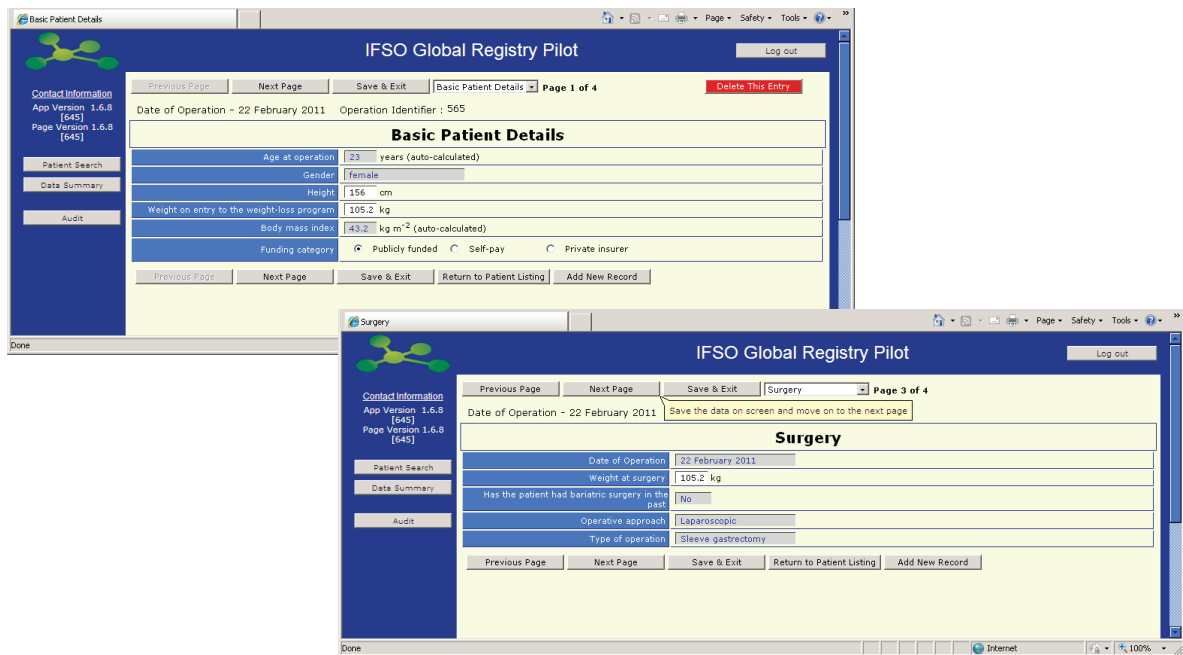 Basic Patient Details
Page Safety Tools
IFSO Global Registry Pilot
Log out
Contact Information
App Version 1.6.8
[645]
Page Version 1.6.8
[645]
Patient Search
Data Summary
Audit
Previous Page Next Page Save & Exit Basic Patient Details Page 1 of 4 Delete This Entry
Date of Operation - 22 February 2011 Operation Identifier : 565
Basic Patient Details
Age at operation 23 years (auto-calculated)
Gender female
Height 156 cm
Weight on entry to the weight-loss program 105.2 kg
Body mass index 43.2 kg m⁻² (auto-calculated)
Funding category Publicly funded Self-pay Private insurer
Previous Page Next Page Save & Exit Return to Patient Listing Add New Record
Done
Surgery
Page Safety Tools
IFSO Global Registry Pilot
Log out
Contact Information
App Version 1.6.8
[645]
Page Version 1.6.8
[645]
Patient Search
Data Summary
Audit
Previous Page Next Page Save & Exit Surgery Page 3 of 4
Date of Operation - 22 February 2011
Save the data on screen and move on to the next page
Surgery
Date of Operation 22 February 2011
Weight at surgery 105.2 kg
Has the patient had bariatric surgery in the
past No
Operative approach Laparoscopic
Type of operation Sleeve gastrectomy
Previous Page Next Page Save & Exit Return to Patient Listing Add New Record
Done Internet 100%